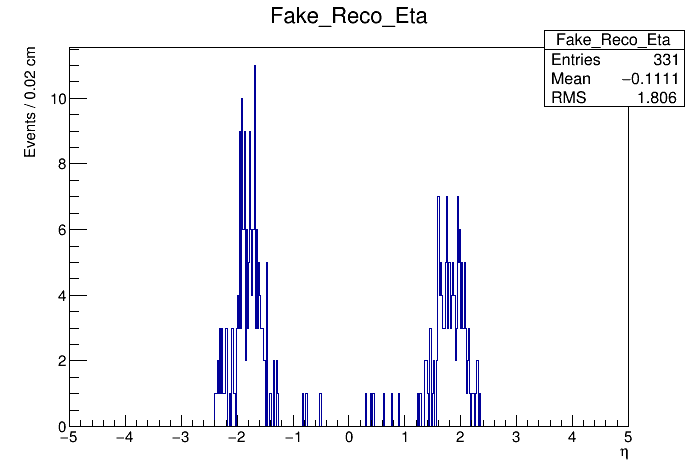 Fake_Reco_Eta
Fake_Reco_Eta
Entries 331
Mean −0.1111
RMS 1.806
Events / 0.02 cm
10
8
6
4
2
0
−5 −4 −3 −2 −1 0 1 2 3 4 5
η